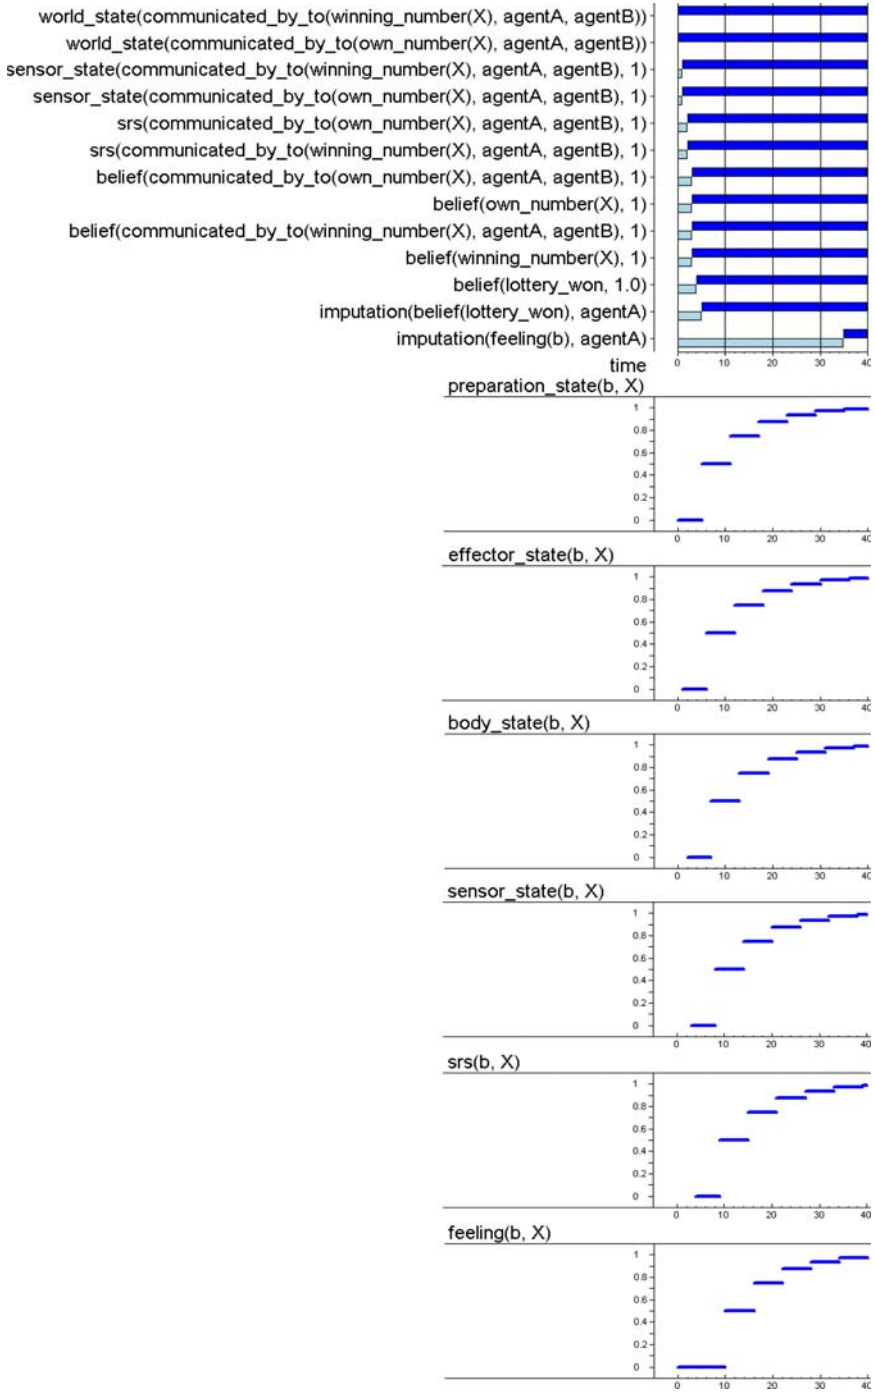 world_state(communicated_by_to(winning_number(X), agentA, agentB))
world_state(communicated_by_to(own_number(X), agentA, agentB))
sensor_state(communicated_by_to(winning_number(X), agentA, agentB), 1)
sensor_state(communicated_by_to(own_number(X), agentA, agentB), 1)
srs(communicated_by_to(own_number(X), agentA, agentB), 1)
srs(communicated_by_to(winning_number(X), agentA, agentB), 1)
belief(communicated_by_to(own_number(X), agentA, agentB), 1)
belief(own_number(X), 1)
belief(communicated_by_to(winning_number(X), agentA, agentB), 1)
belief(winning_number(X), 1)
belief(lottery_won, 1.0)
imputation(belief(lottery_won), agentA)
imputation(feeling(b), agentA)
time 0 10 20 30 40
preparation_state(b, X)
1
0.8
0.6
0.4
0.2
0
0 10 20 30 40
effector_state(b, X)
1
0.8
0.6
0.4
0.2
0
0 10 20 30 40
body_state(b, X)
1
0.8
0.6
0.4
0.2
0
0 10 20 30 40
sensor_state(b, X)
1
0.8
0.6
0.4
0.2
0
0 10 20 30 40
srs(b, X)
1
0.8
0.6
0.4
0.2
0
0 10 20 30 40
feeling(b, X)
1
0.8
0.6
0.4
0.2
0
0 10 20 30 40